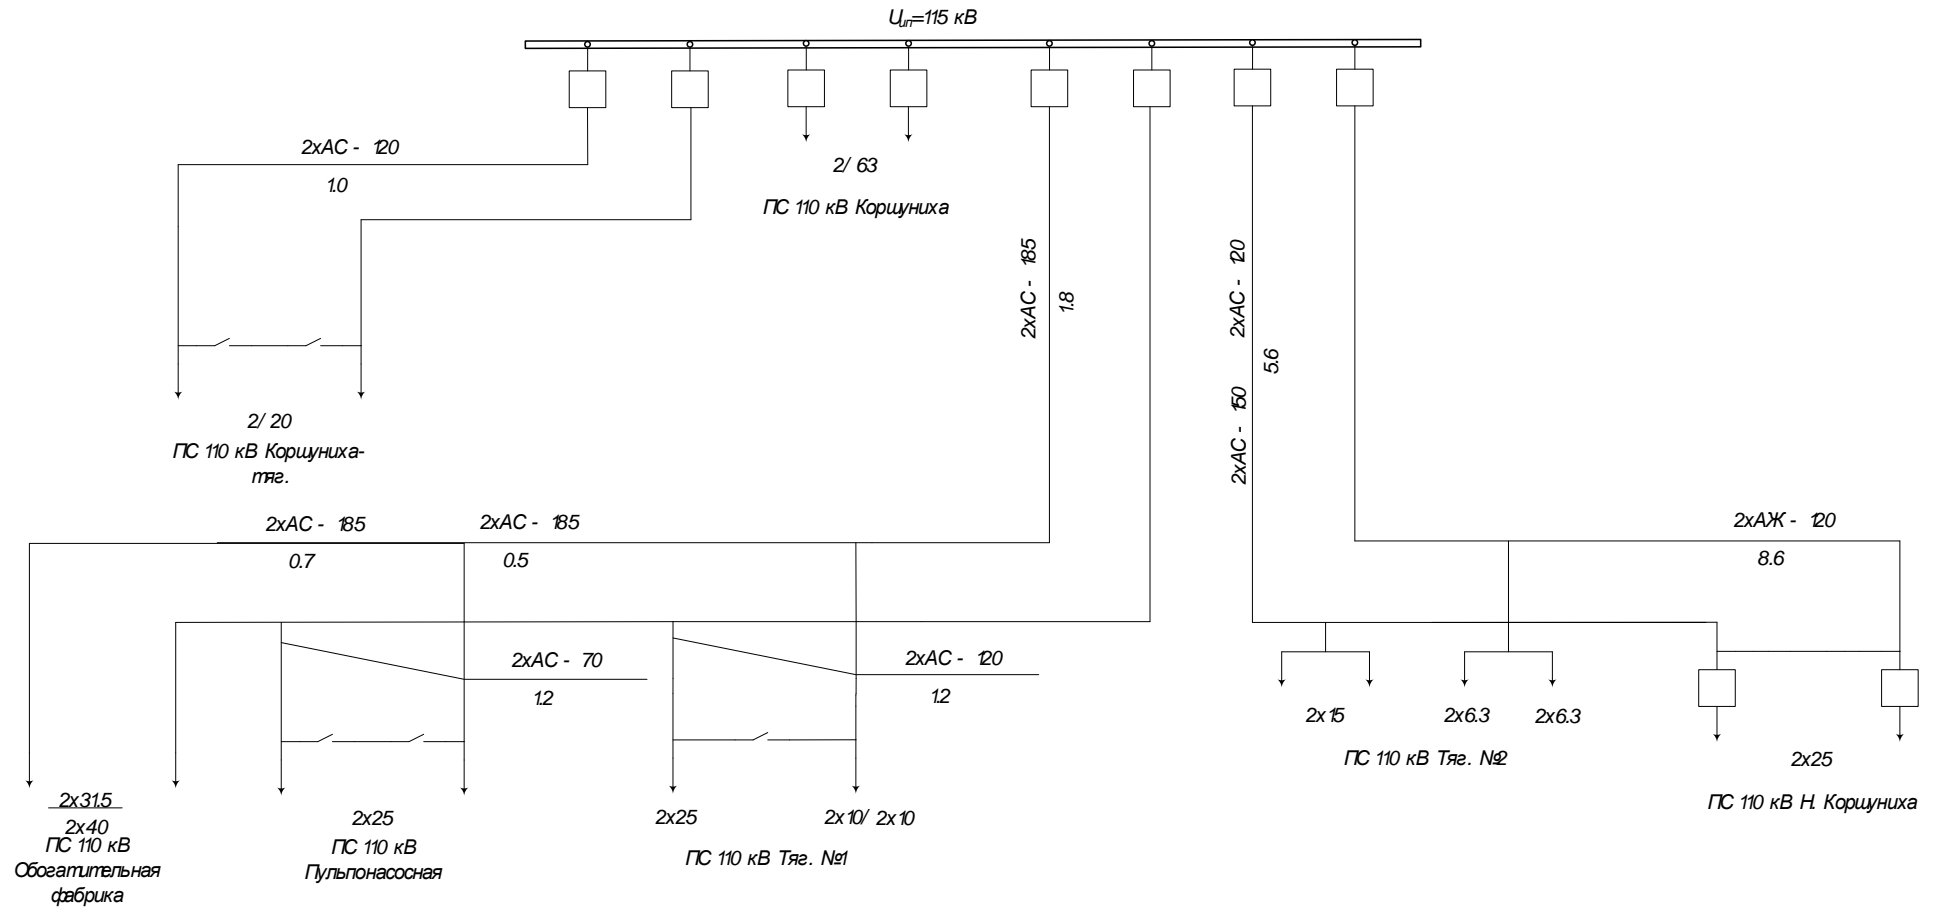 Uип=115 кВ
2хАС - 120
1.0
2/ 63
ПС 110 кВ Коршуниха
2хАС - 185
1.8
2хАС - 120
2хАС - 150
5.6
2/ 20
ПС 110 кВ Коршуниха-
тяг.
2хАС - 185
0.7
2хАС - 185
0.5
2хАЖ - 120
8.6
2хАС - 70
1.2
2хАС - 120
1.2
2х31.5
2х40
ПС 110 кВ
Обогатительная
фабрика
2х25
ПС 110 кВ
Пульпонасосная
2х25
2х10/ 2х10
ПС 110 кВ Тяг. №1
2х15
2х6.3
2х6.3
ПС 110 кВ Тяг. №2
2х25
ПС 110 кВ Н. Коршуниха